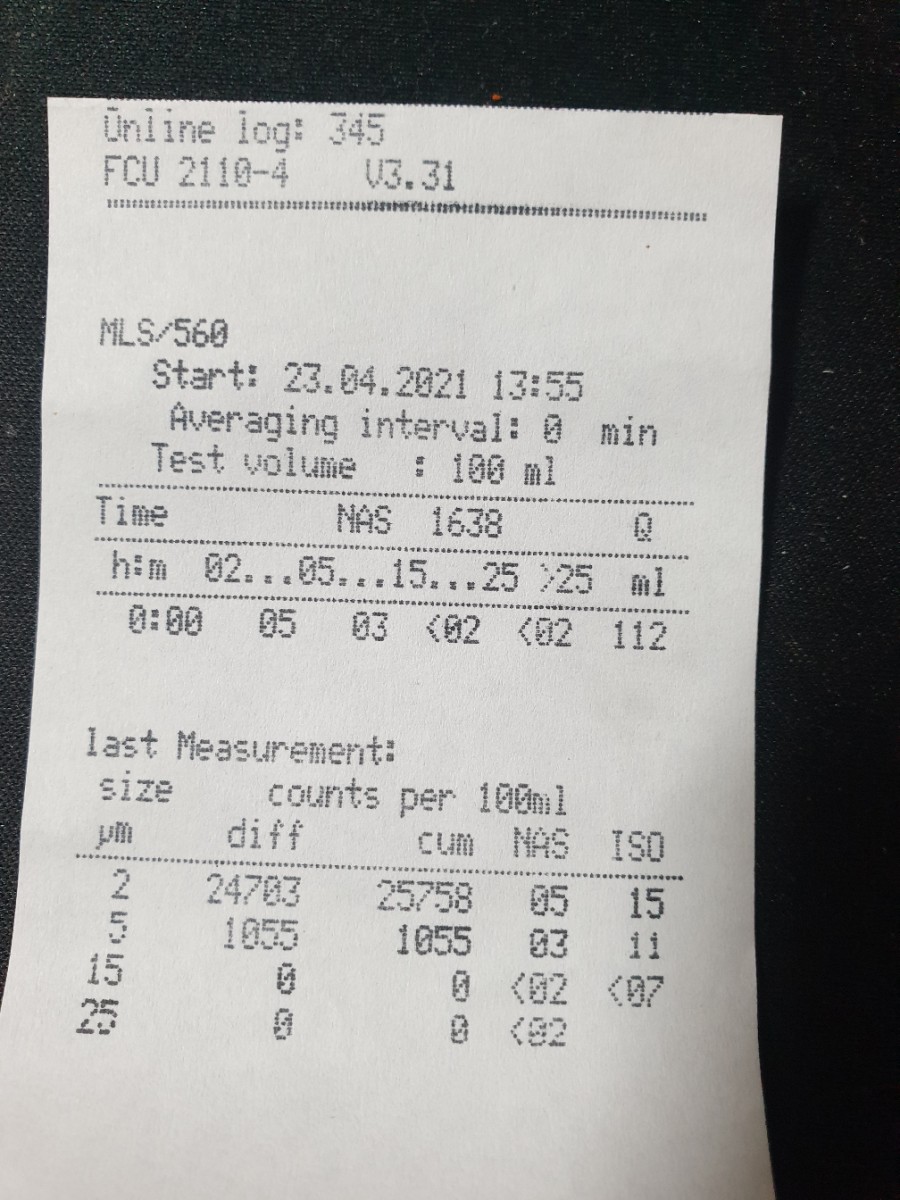 Online log: 345
FCU 2110-4 V3.31
MLS/560
Start: 23.04.2021 13:55
Averaging interval: 0 min
Test volume : 100 ml
Time NAS 1638 Q
h:m 02...05...15...25 >25 ml
0:00 05 03 <02 <02 112
last Measurement:
size counts per 100ml
µm diff cum NAS ISO
2 24703 25758 05 15
5 1055 1055 03 11
15 0 0 <02 <07
25 0 0 <02